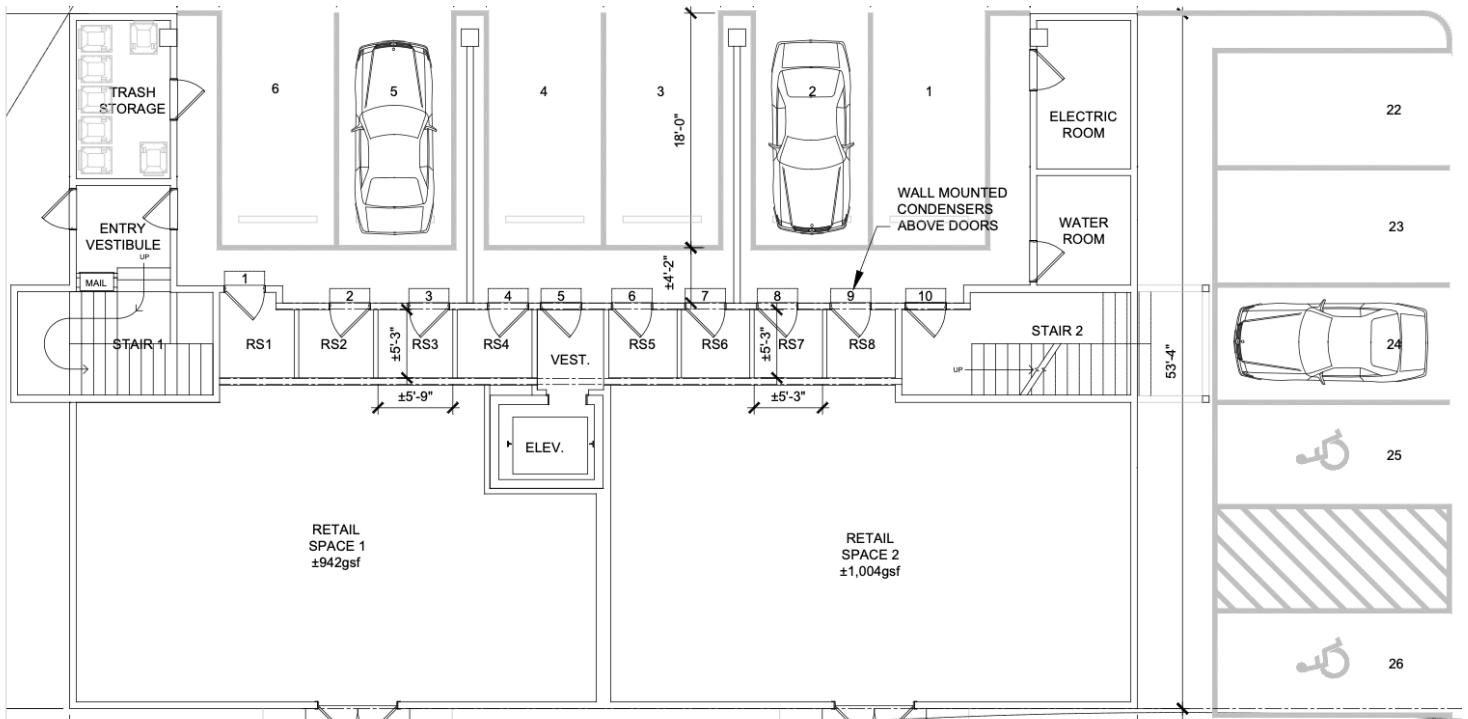 TRASH
STORAGE
6
5
4
3
18'-0"
2
1
ELECTRIC
ROOM
22
23
WALL MOUNTED
CONDENSERS
ABOVE DOORS
WATER
ROOM
ENTRY
VESTIBULE
UP
MAIL
±4'-2"
1
2
3
4
5
6
7
8
9
10
STAIR 1
RS1
RS2
±5'-3"
RS3
RS4
VEST.
RS5
RS6
±5'-3"
RS7
RS8
STAIR 2
UP
53'-4"
24
±5'-9"
±5'-3"
ELEV.
25
RETAIL
SPACE 1
±942gsf
RETAIL
SPACE 2
±1,004gsf
26